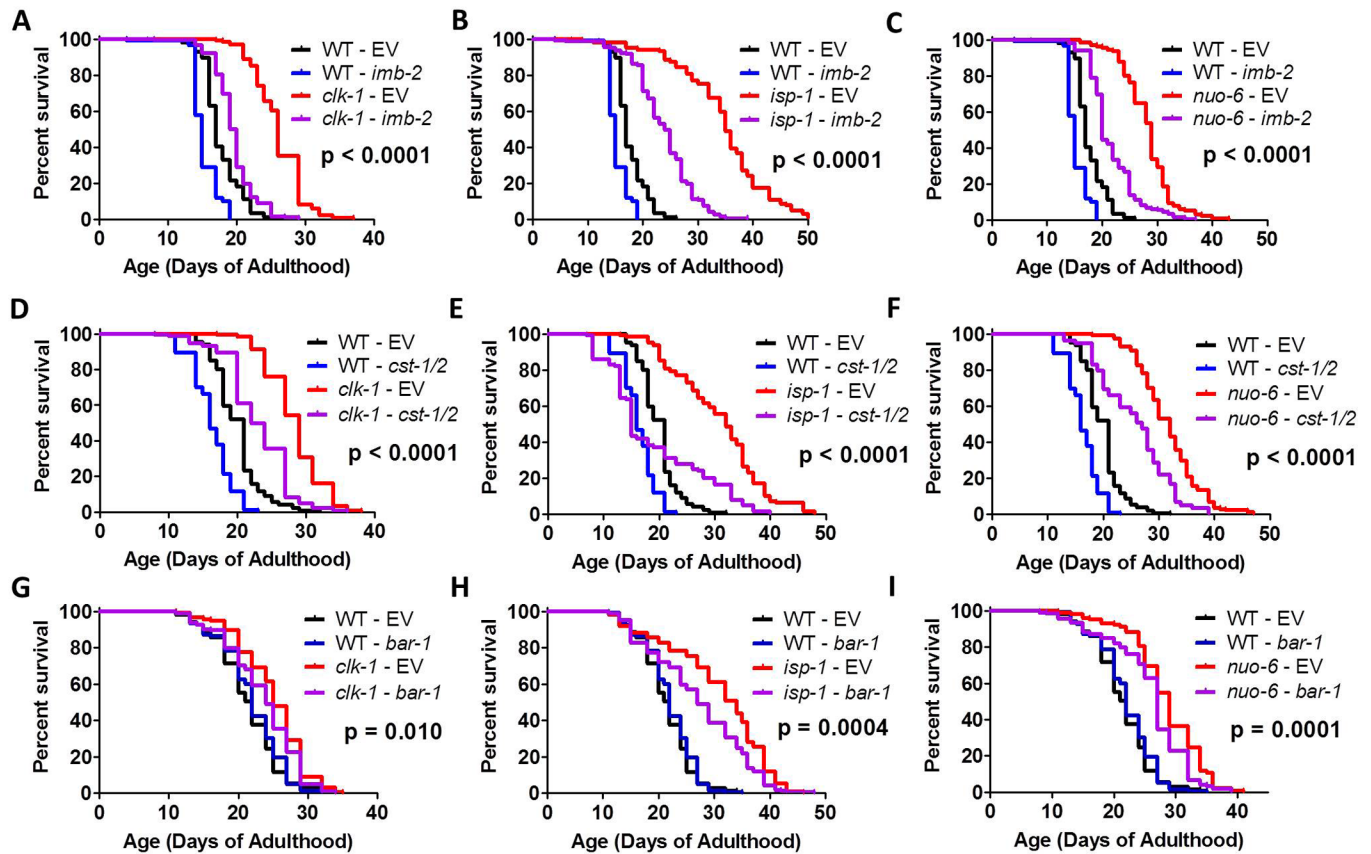 A
Percent survival
100
80
60
40
20
0
0 10 20 30 40
Age (Days of Adulthood)
WT - EV
WT - imb-2
clk-1 - EV
clk-1 - imb-2
p < 0.0001
B
Percent survival
100
80
60
40
20
0
0 10 20 30 40 50
Age (Days of Adulthood)
WT - EV
WT - imb-2
isp-1 - EV
isp-1 - imb-2
p < 0.0001
C
Percent survival
100
80
60
40
20
0
0 10 20 30 40 50
Age (Days of Adulthood)
WT - EV
WT - imb-2
nuo-6 - EV
nuo-6 - imb-2
p < 0.0001
D
Percent survival
100
80
60
40
20
0
0 10 20 30 40
Age (Days of Adulthood)
WT - EV
WT - cst-1/2
clk-1 - EV
clk-1 - cst-1/2
p < 0.0001
E
Percent survival
100
80
60
40
20
0
0 10 20 30 40 50
Age (Days of Adulthood)
WT - EV
WT - cst-1/2
isp-1 - EV
isp-1 - cst-1/2
p < 0.0001
F
Percent survival
100
80
60
40
20
0
0 10 20 30 40 50
Age (Days of Adulthood)
WT - EV
WT - cst-1/2
nuo-6 - EV
nuo-6 - cst-1/2
p < 0.0001
G
Percent survival
100
80
60
40
20
0
0 10 20 30 40
Age (Days of Adulthood)
WT - EV
WT - bar-1
clk-1 - EV
clk-1 - bar-1
p = 0.010
H
Percent survival
100
80
60
40
20
0
0 10 20 30 40 50
Age (Days of Adulthood)
WT - EV
WT - bar-1
isp-1 - EV
isp-1 - bar-1
p = 0.0004
I
Percent survival
100
80
60
40
20
0
0 10 20 30 40
Age (Days of Adulthood)
WT - EV
WT - bar-1
nuo-6 - EV
nuo-6 - bar-1
p = 0.0001